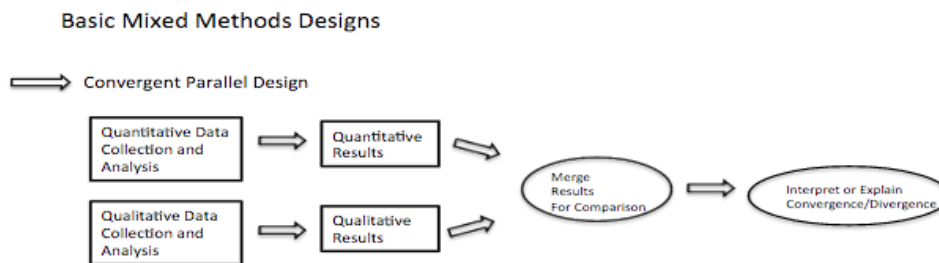 Basic Mixed Methods Designs
Convergent Parallel Design
Quantitative Data
Collection and
Analysis
Quantitative
Results
Merge
Results
For Comparison
Interpret or Explain
Convergence/Divergence
Qualitative Data
Collection and
Analysis
Qualitative
Results